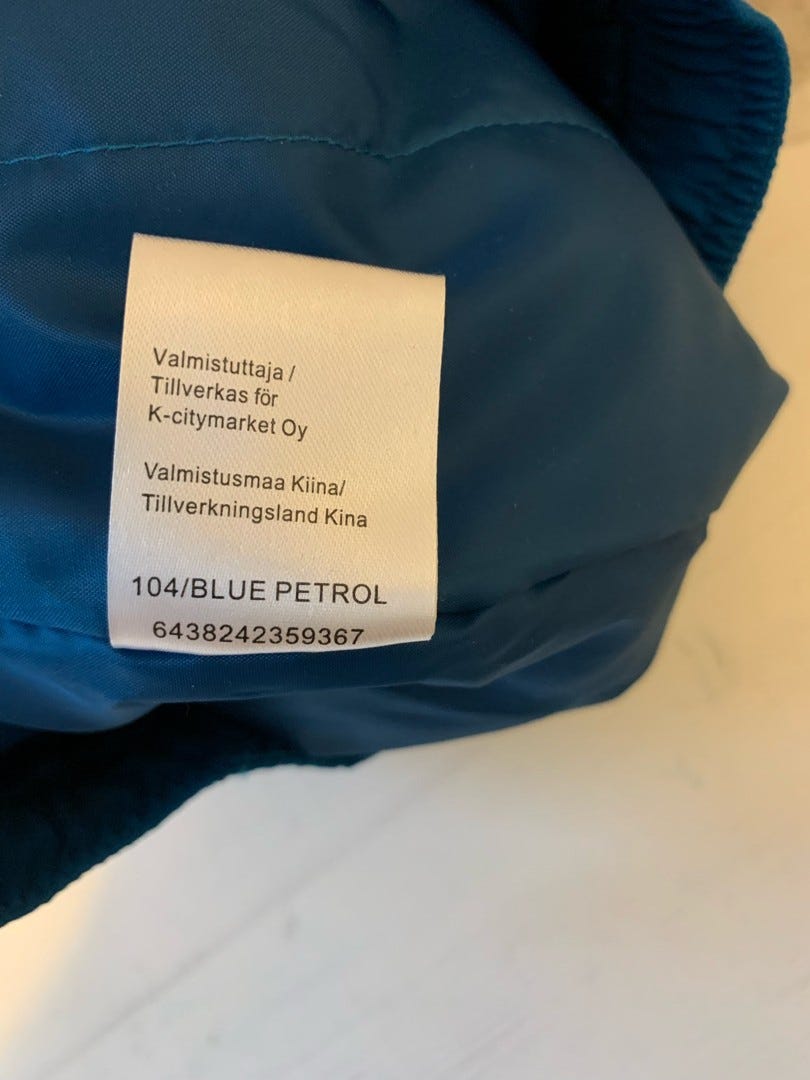 Valmistuttaja /
Tillverkas för
K-citymarket Oy
Valmistusmaa Kiina/
Tillverkningsland Kina
104/BLUE PETROL
6438242359367